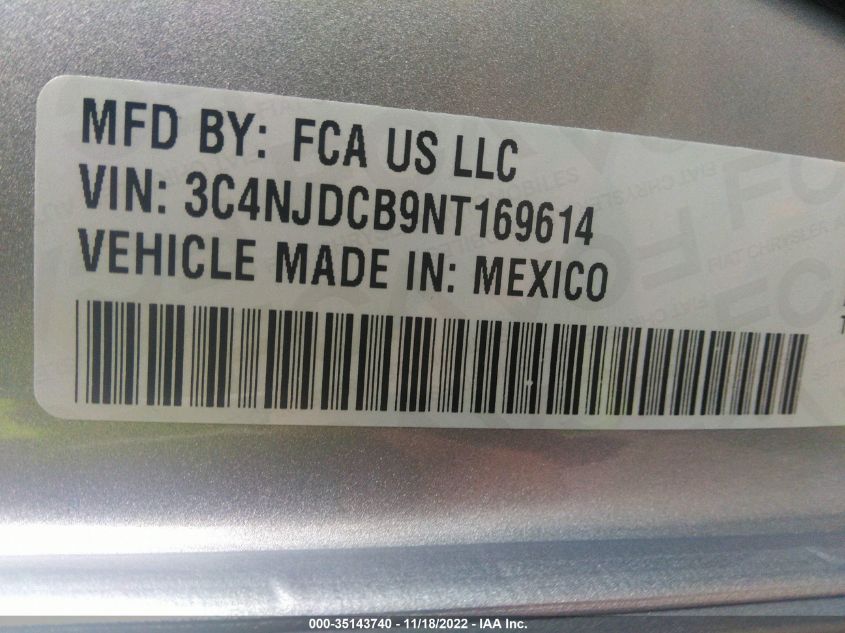 MFD BY: FCA US LLC
VIN: 3C4NJDCB9NT169614
VEHICLE MADE IN: MEXICO
000-35143740 - 11/18/2022 - IAA Inc.